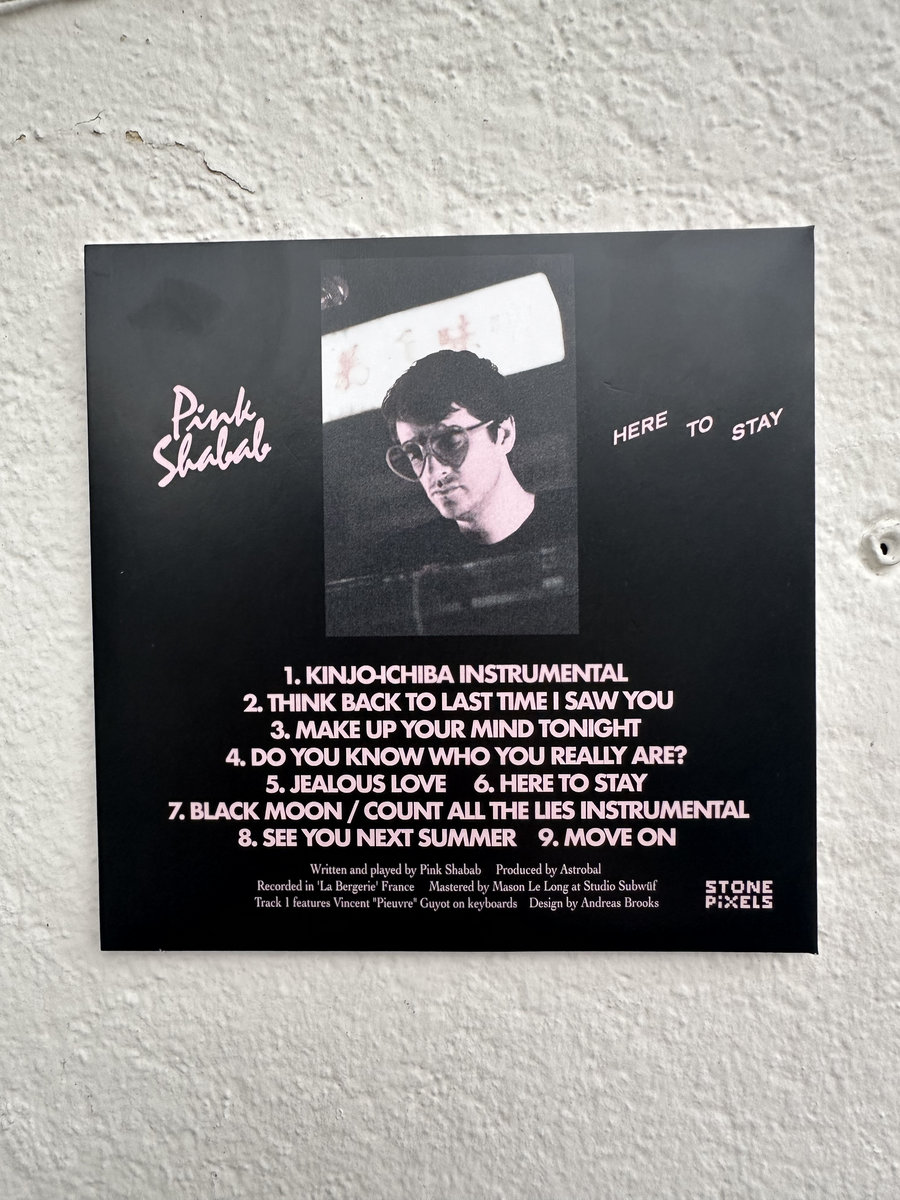 Pink
Shabab
HERE TO STAY
1. KINJO-ICHIBA INSTRUMENTAL
2. THINK BACK TO LAST TIME I SAW YOU
3. MAKE UP YOUR MIND TONIGHT
4. DO YOU KNOW WHO YOU REALLY ARE?
5. JEALOUS LOVE 6. HERE TO STAY
7. BLACK MOON / COUNT ALL THE LIES INSTRUMENTAL
8. SEE YOU NEXT SUMMER 9. MOVE ON
Written and played by Pink Shabab Produced by Astrobal
Recorded in 'La Bergerie' France Mastered by Mason Le Long at Studio Subwüf
Track 1 features Vincent "Pieuvre" Guyot on keyboards Design by Andreas Brooks
STONE
PiXELS